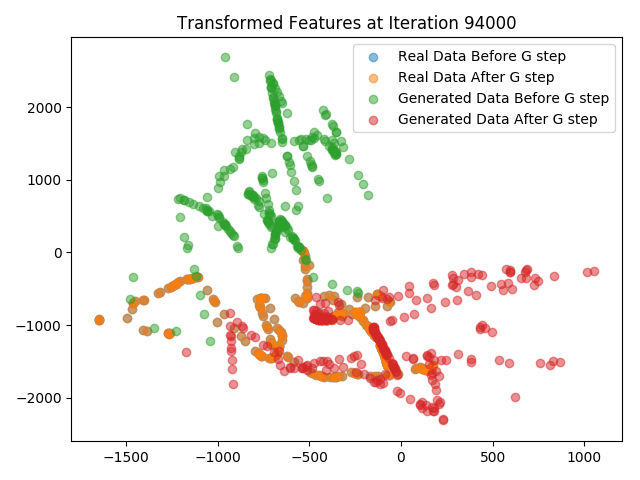 Transformed Features at Iteration 94000
Real Data Before G step
Real Data After G step
Generated Data Before G step
Generated Data After G step
2000
1000
0
−1000
−2000
−1500 −1000 −500 0 500 1000